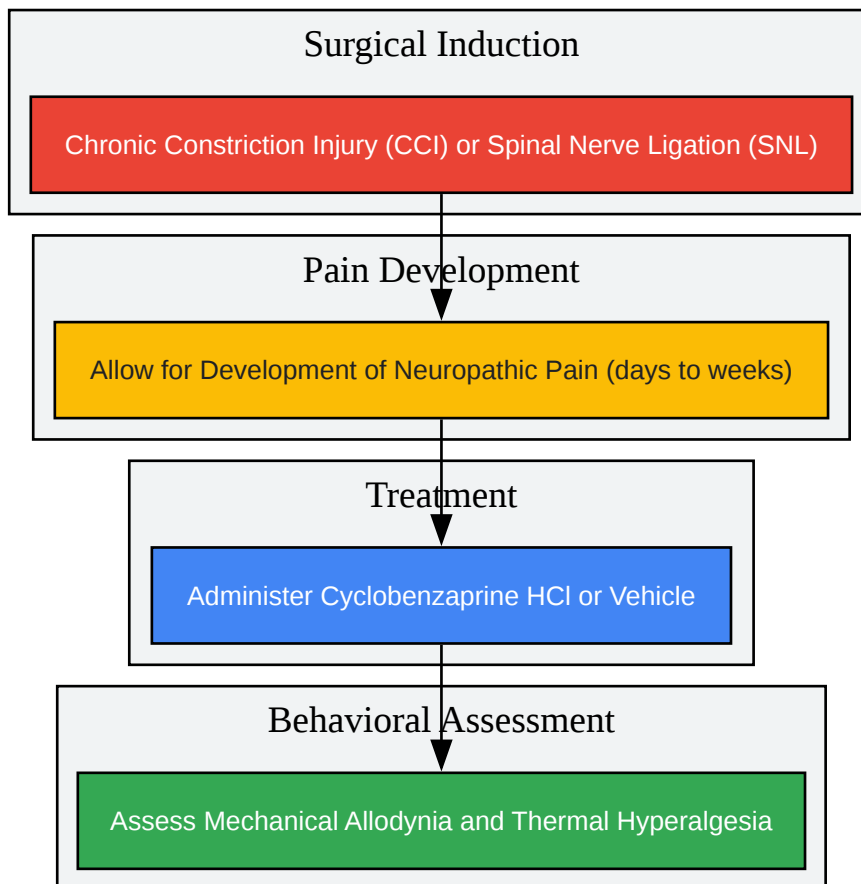 Surgical Induction
Chronic Constriction Injury (CCI) or Spinal Nerve Ligation (SNL)
Pain Development
Allow for Development of Neuropathic Pain (days to weeks)
Treatment
Administer Cyclobenzaprine HCl or Vehicle
Behavioral Assessment
Assess Mechanical Allodynia and Thermal Hyperalgesia